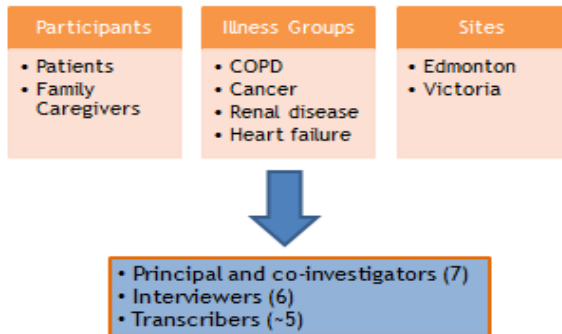 Participants
• Patients
• Family
Caregivers
Illness Groups
• COPD
• Cancer
• Renal disease
• Heart failure
Sites
• Edmonton
• Victoria
• Principal and co-investigators (7)
• Interviewers (6)
• Transcribers (~5)